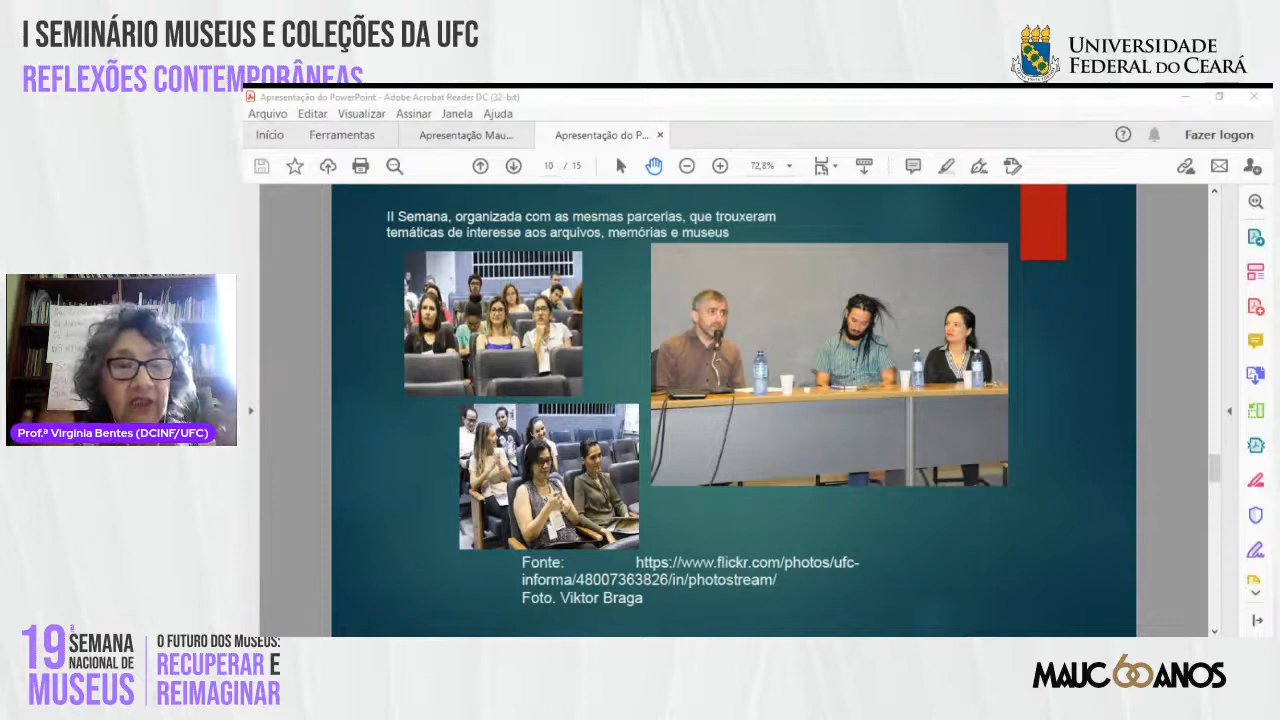 I SEMINÁRIO MUSEUS E COLEÇÕES DA UFC
REFLEXÕES CONTEMPORÂNEAS
UNIVERSIDADE
FEDERAL DO CEARÁ
Apresentação do PowerPoint - Adobe Acrobat Reader DC (32-bit)
Arquivo Editar Visualizar Assinar Janela Ajuda
Início Ferramentas Apresentação Mau... Apresentação do P... Fazer logon
10 / 15 72,8%
II Semana, organizada com as mesmas parcerias, que trouxeram
temáticas de interesse aos arquivos, memórias e museus
Prof.ª Virginia Bentes (DCINF/UFC)
Fonte: https://www.flickr.com/photos/ufc-
informa/48007363826/in/photostream/
Foto. Viktor Braga
19ª SEMANA
NACIONAL DE
MUSEUS
O FUTURO DOS MUSEUS:
RECUPERAR E
REIMAGINAR
MAUC 60 ANOS